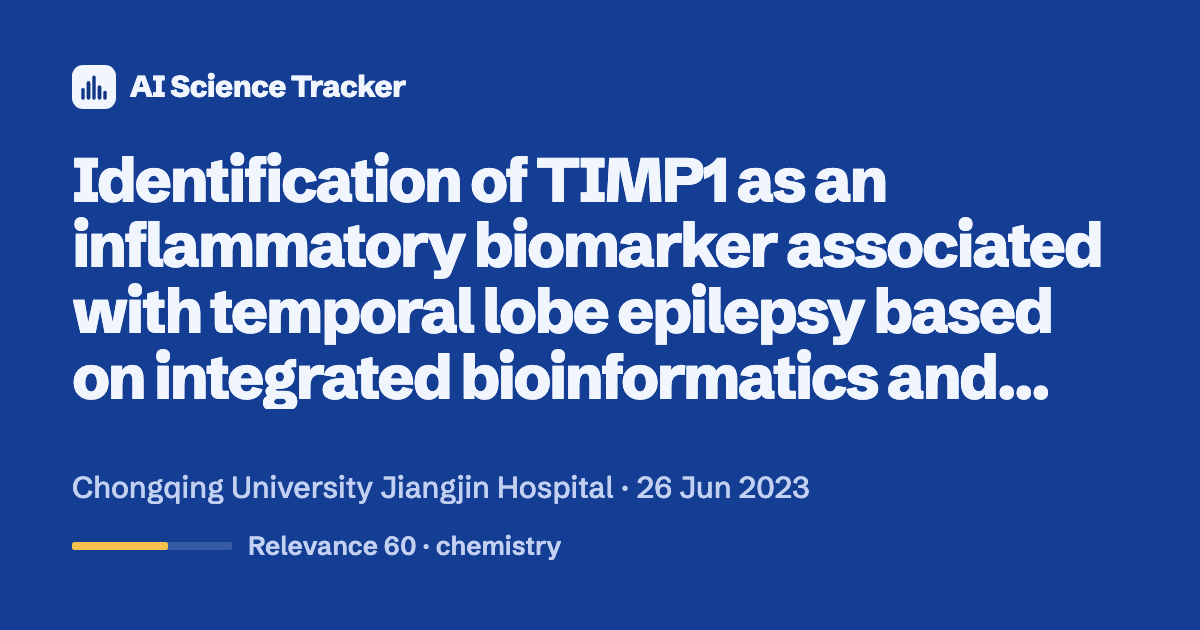 AI Science Tracker
Identification of TIMP1 as an
inflammatory biomarker associated
with temporal lobe epilepsy based
on integrated bioinformatics and...
Chongqing University Jiangjin Hospital · 26 Jun 2023
Relevance 60 · chemistry